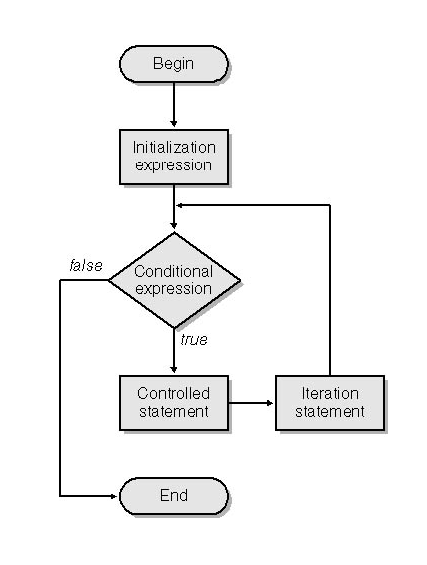 Begin
Initialization
expression
false
Conditional
expression
true
Controlled
statement
Iteration
statement
End